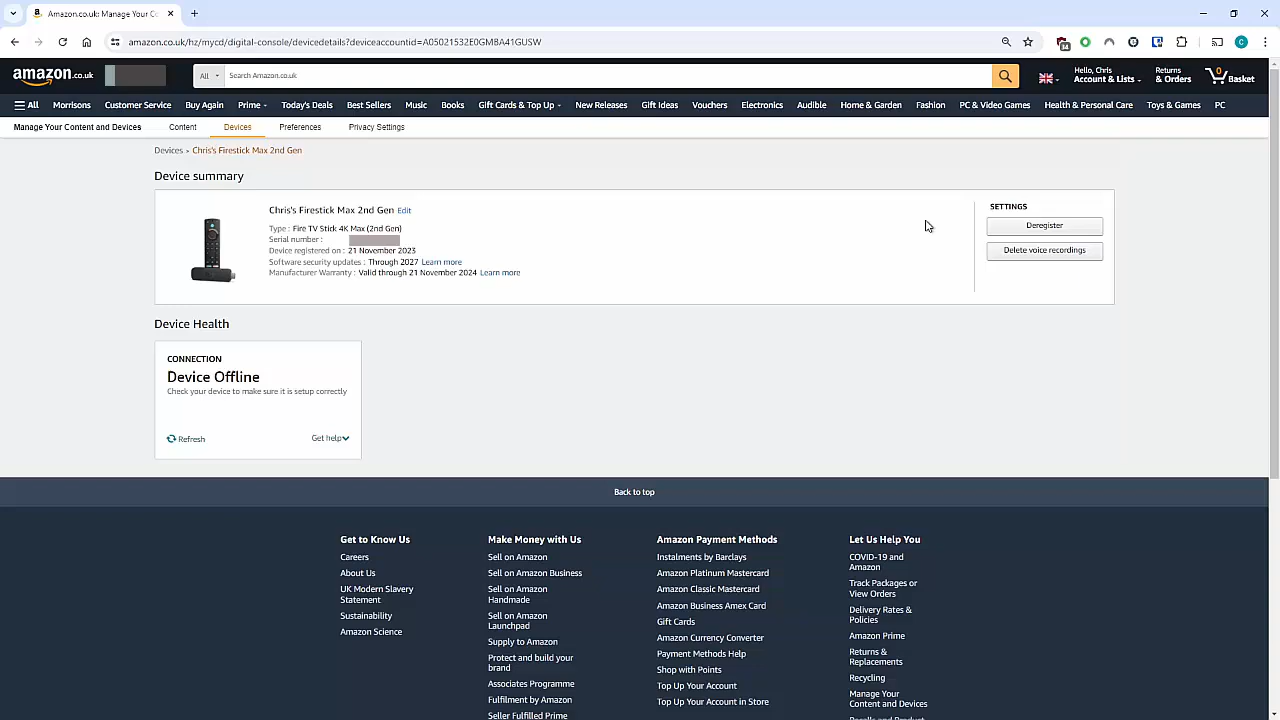 Amazon.co.uk: Manage Your Co
amazon.co.uk/hz/mycd/digital-console/devicedetails?deviceaccountid=A05021532E0GMBA41GUSW
C
amazon.co.uk
All
Search Amazon.co.uk
Hello, Chris
Account & Lists
Returns
& Orders
0
Basket
All
Morrisons
Customer Service
Buy Again
Prime
Today's Deals
Best Sellers
Music
Books
Gift Cards & Top Up
New Releases
Gift Ideas
Vouchers
Electronics
Audible
Home & Garden
Fashion
PC & Video Games
Health & Personal Care
Toys & Games
PC
Manage Your Content and Devices
Content
Devices
Preferences
Privacy Settings
Devices > Chris's Firestick Max 2nd Gen
Device summary
Chris's Firestick Max 2nd Gen Edit
Type : Fire TV Stick 4K Max (2nd Gen)
Serial number :
Device registered on : 21 November 2023
Software security updates : Through 2027 Learn more
Manufacturer Warranty : Valid through 21 November 2024 Learn more
SETTINGS
Deregister
Delete voice recordings
Device Health
CONNECTION
Device Offline
Check your device to make sure it is setup correctly
Refresh
Get help
Back to top
Get to Know Us
Careers
About Us
UK Modern Slavery
Statement
Sustainability
Amazon Science
Make Money with Us
Sell on Amazon
Sell on Amazon Business
Sell on Amazon
Handmade
Sell on Amazon
Launchpad
Supply to Amazon
Protect and build your
brand
Associates Programme
Fulfilment by Amazon
Seller Fulfilled Prime
Amazon Payment Methods
Instalments by Barclays
Amazon Platinum Mastercard
Amazon Classic Mastercard
Amazon Business Amex Card
Gift Cards
Amazon Currency Converter
Payment Methods Help
Shop with Points
Top Up Your Account
Top Up Your Account in Store
Let Us Help You
COVID-19 and
Amazon
Track Packages or
View Orders
Delivery Rates &
Policies
Amazon Prime
Returns &
Replacements
Recycling
Manage Your
Content and Devices